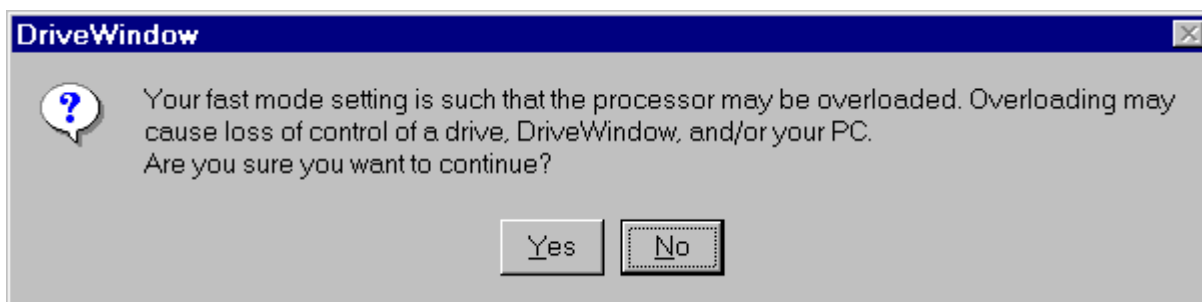 DriveWindow
Your fast mode setting is such that the processor may be overloaded. Overloading may
cause loss of control of a drive, DriveWindow, and/or your PC.
Are you sure you want to continue?
Yes No